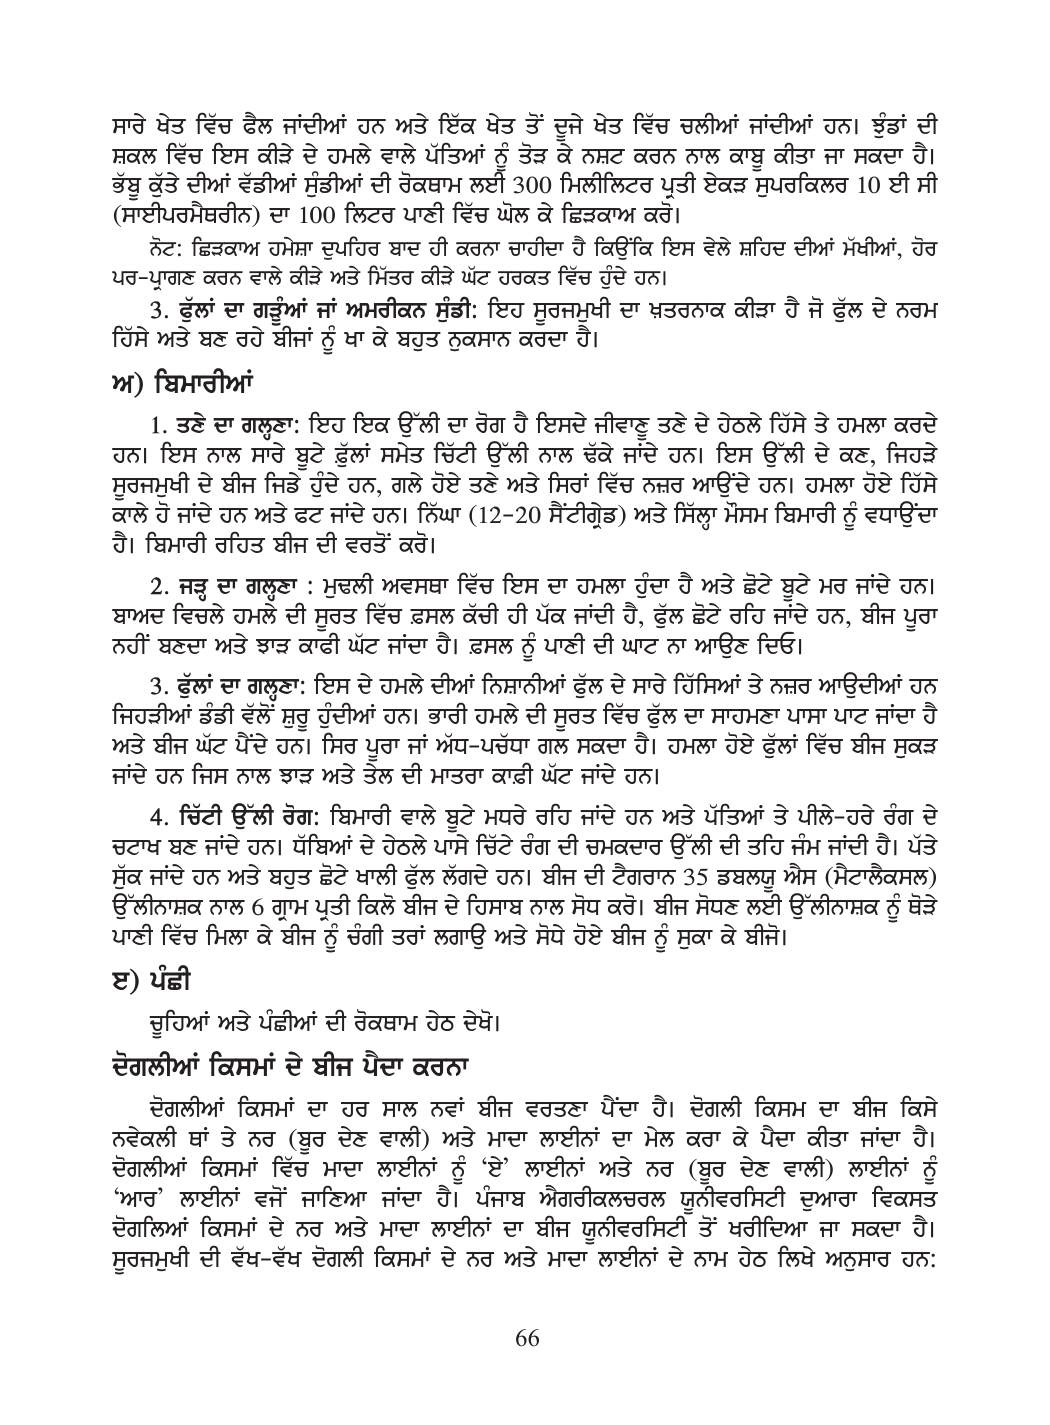 ਸਾਰੇ ਖੇਤ ਵਿੱਚ ਫੈਲ ਜਾਂਦੀਆਂ ਹਨ ਅਤੇ ਇੱਕ ਖੇਤ ਤੋਂ ਦੂਜੇ ਖੇਤ ਵਿੱਚ ਚਲੀਆਂ ਜਾਂਦੀਆਂ ਹਨ। ਝੁੰਡਾਂ ਦੀ
ਸ਼ਕਲ ਵਿੱਚ ਇਸ ਕੀੜੇ ਦੇ ਹਮਲੇ ਵਾਲੇ ਪੱਤਿਆਂ ਨੂੰ ਤੋੜ ਕੇ ਨਸ਼ਟ ਕਰਨ ਨਾਲ ਕਾਬੂ ਕੀਤਾ ਜਾ ਸਕਦਾ ਹੈ।
ਭੱਬੂ ਕੁੱਤੇ ਦੀਆਂ ਵੱਡੀਆਂ ਸੁੰਡੀਆਂ ਦੀ ਰੋਕਥਾਮ ਲਈ 300 ਮਿਲੀਲਿਟਰ ਪ੍ਰਤੀ ਏਕੜ ਸੁਪਰਕਿਲਰ 10 ਈ ਸੀ
(ਸਾਈਪਰਮੈਥਰੀਨ) ਦਾ 100 ਲਿਟਰ ਪਾਣੀ ਵਿੱਚ ਘੋਲ ਕੇ ਛਿੜਕਾਅ ਕਰੋ।
ਨੋਟ: ਛਿੜਕਾਅ ਹਮੇਸ਼ਾ ਦੁਪਹਿਰ ਬਾਦ ਹੀ ਕਰਨਾ ਚਾਹੀਦਾ ਹੈ ਕਿਉਂਕਿ ਇਸ ਵੇਲੇ ਸ਼ਹਿਦ ਦੀਆਂ ਮੱਖੀਆਂ, ਹੋਰ
ਪਰ-ਪ੍ਰਾਗਣ ਕਰਨ ਵਾਲੇ ਕੀੜੇ ਅਤੇ ਮਿੱਤਰ ਕੀੜੇ ਘੱਟ ਹਰਕਤ ਵਿੱਚ ਹੁੰਦੇ ਹਨ।
3. ਫੁੱਲਾਂ ਦਾ ਗੜੂੰਆਂ ਜਾਂ ਅਮਰੀਕਨ ਸੁੰਡੀ: ਇਹ ਸੂਰਜਮੁਖੀ ਦਾ ਖ਼ਤਰਨਾਕ ਕੀੜਾ ਹੈ ਜੋ ਫੁੱਲ ਦੇ ਨਰਮ
ਹਿੱਸੇ ਅਤੇ ਬਣ ਰਹੇ ਬੀਜਾਂ ਨੂੰ ਖਾ ਕੇ ਬਹੁਤ ਨੁਕਸਾਨ ਕਰਦਾ ਹੈ।
ਅ) ਬਿਮਾਰੀਆਂ
1. ਤਣੇ ਦਾ ਗਲ੍ਹਣਾ: ਇਹ ਇਕ ਉੱਲੀ ਦਾ ਰੋਗ ਹੈ ਇਸਦੇ ਜੀਵਾਣੂ ਤਣੇ ਦੇ ਹੇਠਲੇ ਹਿੱਸੇ ਤੇ ਹਮਲਾ ਕਰਦੇ
ਹਨ। ਇਸ ਨਾਲ ਸਾਰੇ ਬੂਟੇ ਫ਼ੁੱਲਾਂ ਸਮੇਤ ਚਿੱਟੀ ਉੱਲੀ ਨਾਲ ਢੱਕੇ ਜਾਂਦੇ ਹਨ। ਇਸ ਉੱਲੀ ਦੇ ਕਣ, ਜਿਹੜੇ
ਸੂਰਜਮੁਖੀ ਦੇ ਬੀਜ ਜਿਡੇ ਹੁੰਦੇ ਹਨ, ਗਲੇ ਹੋਏ ਤਣੇ ਅਤੇ ਸਿਰਾਂ ਵਿੱਚ ਨਜ਼ਰ ਆਉਂਦੇ ਹਨ। ਹਮਲਾ ਹੋਏ ਹਿੱਸੇ
ਕਾਲੇ ਹੋ ਜਾਂਦੇ ਹਨ ਅਤੇ ਫਟ ਜਾਂਦੇ ਹਨ। ਨਿੱਘਾ (12-20 ਸੈਂਟੀਗ੍ਰੇਡ) ਅਤੇ ਸਿੱਲ੍ਹਾ ਮੌਸਮ ਬਿਮਾਰੀ ਨੂੰ ਵਧਾਉਂਦਾ
ਹੈ। ਬਿਮਾਰੀ ਰਹਿਤ ਬੀਜ ਦੀ ਵਰਤੋਂ ਕਰੋ।
2. ਜੜ੍ਹ ਦਾ ਗਲ੍ਹਣਾ : ਮੁਢਲੀ ਅਵਸਥਾ ਵਿੱਚ ਇਸ ਦਾ ਹਮਲਾ ਹੁੰਦਾ ਹੈ ਅਤੇ ਛੋਟੇ ਬੂਟੇ ਮਰ ਜਾਂਦੇ ਹਨ।
ਬਾਅਦ ਵਿਚਲੇ ਹਮਲੇ ਦੀ ਸੂਰਤ ਵਿੱਚ ਫ਼ਸਲ ਕੱਚੀ ਹੀ ਪੱਕ ਜਾਂਦੀ ਹੈ, ਫੁੱਲ ਛੋਟੇ ਰਹਿ ਜਾਂਦੇ ਹਨ, ਬੀਜ ਪੂਰਾ
ਨਹੀਂ ਬਣਦਾ ਅਤੇ ਝਾੜ ਕਾਫੀ ਘੱਟ ਜਾਂਦਾ ਹੈ। ਫ਼ਸਲ ਨੂੰ ਪਾਣੀ ਦੀ ਘਾਟ ਨਾ ਆਉਣ ਦਿਓ।
3. ਫੁੱਲਾਂ ਦਾ ਗਲ੍ਹਣਾ: ਇਸ ਦੇ ਹਮਲੇ ਦੀਆਂ ਨਿਸ਼ਾਨੀਆਂ ਫੁੱਲ ਦੇ ਸਾਰੇ ਹਿੱਸਿਆਂ ਤੇ ਨਜ਼ਰ ਆਉਦੀਆਂ ਹਨ
ਜਿਹੜੀਆਂ ਡੰਡੀ ਵੱਲੋਂ ਸ਼ੁਰੂ ਹੁੰਦੀਆਂ ਹਨ। ਭਾਰੀ ਹਮਲੇ ਦੀ ਸੂਰਤ ਵਿੱਚ ਫੁੱਲ ਦਾ ਸਾਹਮਣਾ ਪਾਸਾ ਪਾਟ ਜਾਂਦਾ ਹੈ
ਅਤੇ ਬੀਜ ਘੱਟ ਪੈਂਦੇ ਹਨ। ਸਿਰ ਪੂਰਾ ਜਾਂ ਅੱਧ-ਪਚੱਧਾ ਗਲ ਸਕਦਾ ਹੈ। ਹਮਲਾ ਹੋਏ ਫੁੱਲਾਂ ਵਿੱਚ ਬੀਜ ਸੁਕੜ
ਜਾਂਦੇ ਹਨ ਜਿਸ ਨਾਲ ਝਾੜ ਅਤੇ ਤੇਲ ਦੀ ਮਾਤਰਾ ਕਾਫ਼ੀ ਘੱਟ ਜਾਂਦੇ ਹਨ।
4. ਚਿੱਟੀ ਉੱਲੀ ਰੋਗ: ਬਿਮਾਰੀ ਵਾਲੇ ਬੂਟੇ ਮਧਰੇ ਰਹਿ ਜਾਂਦੇ ਹਨ ਅਤੇ ਪੱਤਿਆਂ ਤੇ ਪੀਲੇ-ਹਰੇ ਰੰਗ ਦੇ
ਚਟਾਖ ਬਣ ਜਾਂਦੇ ਹਨ। ਧੱਬਿਆਂ ਦੇ ਹੇਠਲੇ ਪਾਸੇ ਚਿੱਟੇ ਰੰਗ ਦੀ ਚਮਕਦਾਰ ਉੱਲੀ ਦੀ ਤਹਿ ਜੰਮ ਜਾਂਦੀ ਹੈ। ਪੱਤੇ
ਸੁੱਕ ਜਾਂਦੇ ਹਨ ਅਤੇ ਬਹੁਤ ਛੋਟੇ ਖਾਲੀ ਫੁੱਲ ਲੱਗਦੇ ਹਨ। ਬੀਜ ਦੀ ਟੈਗਰਾਨ 35 ਡਬਲਯੂ ਐਸ (ਮੈਟਾਲੈਕਸਲ)
ਉੱਲੀਨਾਸ਼ਕ ਨਾਲ 6 ਗ੍ਰਾਮ ਪ੍ਰਤੀ ਕਿਲੋ ਬੀਜ ਦੇ ਹਿਸਾਬ ਨਾਲ ਸੋਧ ਕਰੋ। ਬੀਜ ਸੋਧਣ ਲਈ ਉੱਲੀਨਾਸ਼ਕ ਨੂੰ ਥੋੜੇ
ਪਾਣੀ ਵਿੱਚ ਮਿਲਾ ਕੇ ਬੀਜ ਨੂੰ ਚੰਗੀ ਤਰਾਂ ਲਗਾਉ ਅਤੇ ਸੋਧੇ ਹੋਏ ਬੀਜ ਨੂੰ ਸੁਕਾ ਕੇ ਬੀਜੋ।
ੲ) ਪੰਛੀ
ਚੂਹਿਆਂ ਅਤੇ ਪੰਛੀਆਂ ਦੀ ਰੋਕਥਾਮ ਹੇਠ ਦੇਖੋ।
ਦੋਗਲੀਆਂ ਕਿਸਮਾਂ ਦੇ ਬੀਜ ਪੈਦਾ ਕਰਨਾ
ਦੋਗਲੀਆਂ ਕਿਸਮਾਂ ਦਾ ਹਰ ਸਾਲ ਨਵਾਂ ਬੀਜ ਵਰਤਣਾ ਪੈਂਦਾ ਹੈ। ਦੋਗਲੀ ਕਿਸਮ ਦਾ ਬੀਜ ਕਿਸੇ
ਨਵੇਕਲੀ ਥਾਂ ਤੇ ਨਰ (ਬੂਰ ਦੇਣ ਵਾਲੀ) ਅਤੇ ਮਾਦਾ ਲਾਈਨਾਂ ਦਾ ਮੇਲ ਕਰਾ ਕੇ ਪੈਦਾ ਕੀਤਾ ਜਾਂਦਾ ਹੈ।
ਦੋਗਲੀਆਂ ਕਿਸਮਾਂ ਵਿੱਚ ਮਾਦਾ ਲਾਈਨਾਂ ਨੂੰ ‘ਏ’ ਲਾਈਨਾਂ ਅਤੇ ਨਰ (ਬੂਰ ਦੇਣ ਵਾਲੀ) ਲਾਈਨਾਂ ਨੂੰ
‘ਆਰ’ ਲਾਈਨਾਂ ਵਜੋਂ ਜਾਣਿਆ ਜਾਂਦਾ ਹੈ। ਪੰਜਾਬ ਐਗਰੀਕਲਚਰਲ ਯੂਨੀਵਰਸਿਟੀ ਦੁਆਰਾ ਵਿਕਸਤ
ਦੋਗਲਿਆਂ ਕਿਸਮਾਂ ਦੇ ਨਰ ਅਤੇ ਮਾਦਾ ਲਾਈਨਾਂ ਦਾ ਬੀਜ ਯੂਨੀਵਰਸਿਟੀ ਤੋਂ ਖਰੀਦਿਆ ਜਾ ਸਕਦਾ ਹੈ।
ਸੂਰਜਮੁਖੀ ਦੀ ਵੱਖ-ਵੱਖ ਦੋਗਲੀ ਕਿਸਮਾਂ ਦੇ ਨਰ ਅਤੇ ਮਾਦਾ ਲਾਈਨਾਂ ਦੇ ਨਾਮ ਹੇਠ ਲਿਖੇ ਅਨੁਸਾਰ ਹਨ:
66